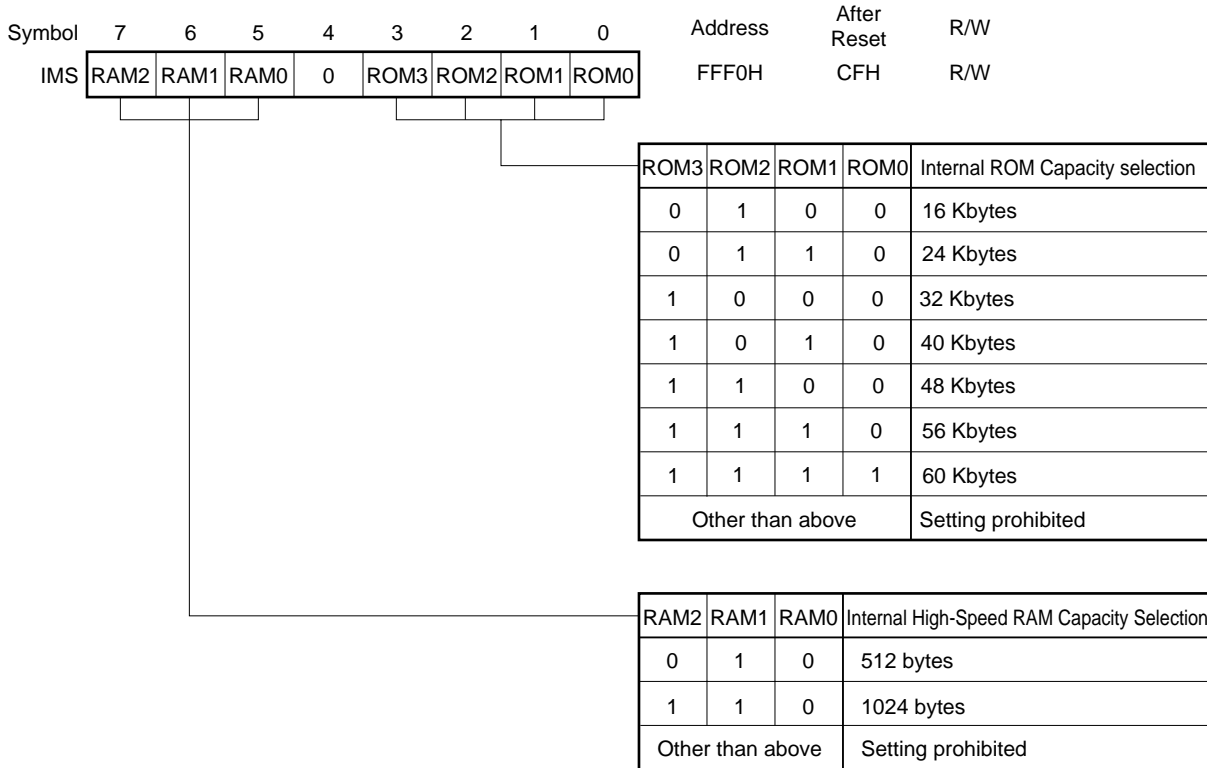 Symbol 7 6 5 4 3 2 1 0 Address After Reset R/W
IMS RAM2 RAM1 RAM0 0 ROM3 ROM2 ROM1 ROM0 FFF0H CFH R/W
ROM3 ROM2 ROM1 ROM0 Internal ROM Capacity selection
0 1 0 0 16 Kbytes
0 1 1 0 24 Kbytes
1 0 0 0 32 Kbytes
1 0 1 0 40 Kbytes
1 1 0 0 48 Kbytes
1 1 1 0 56 Kbytes
1 1 1 1 60 Kbytes
Other than above Setting prohibited
RAM2 RAM1 RAM0 Internal High-Speed RAM Capacity Selection
0 1 0 512 bytes
1 1 0 1024 bytes
Other than above Setting prohibited